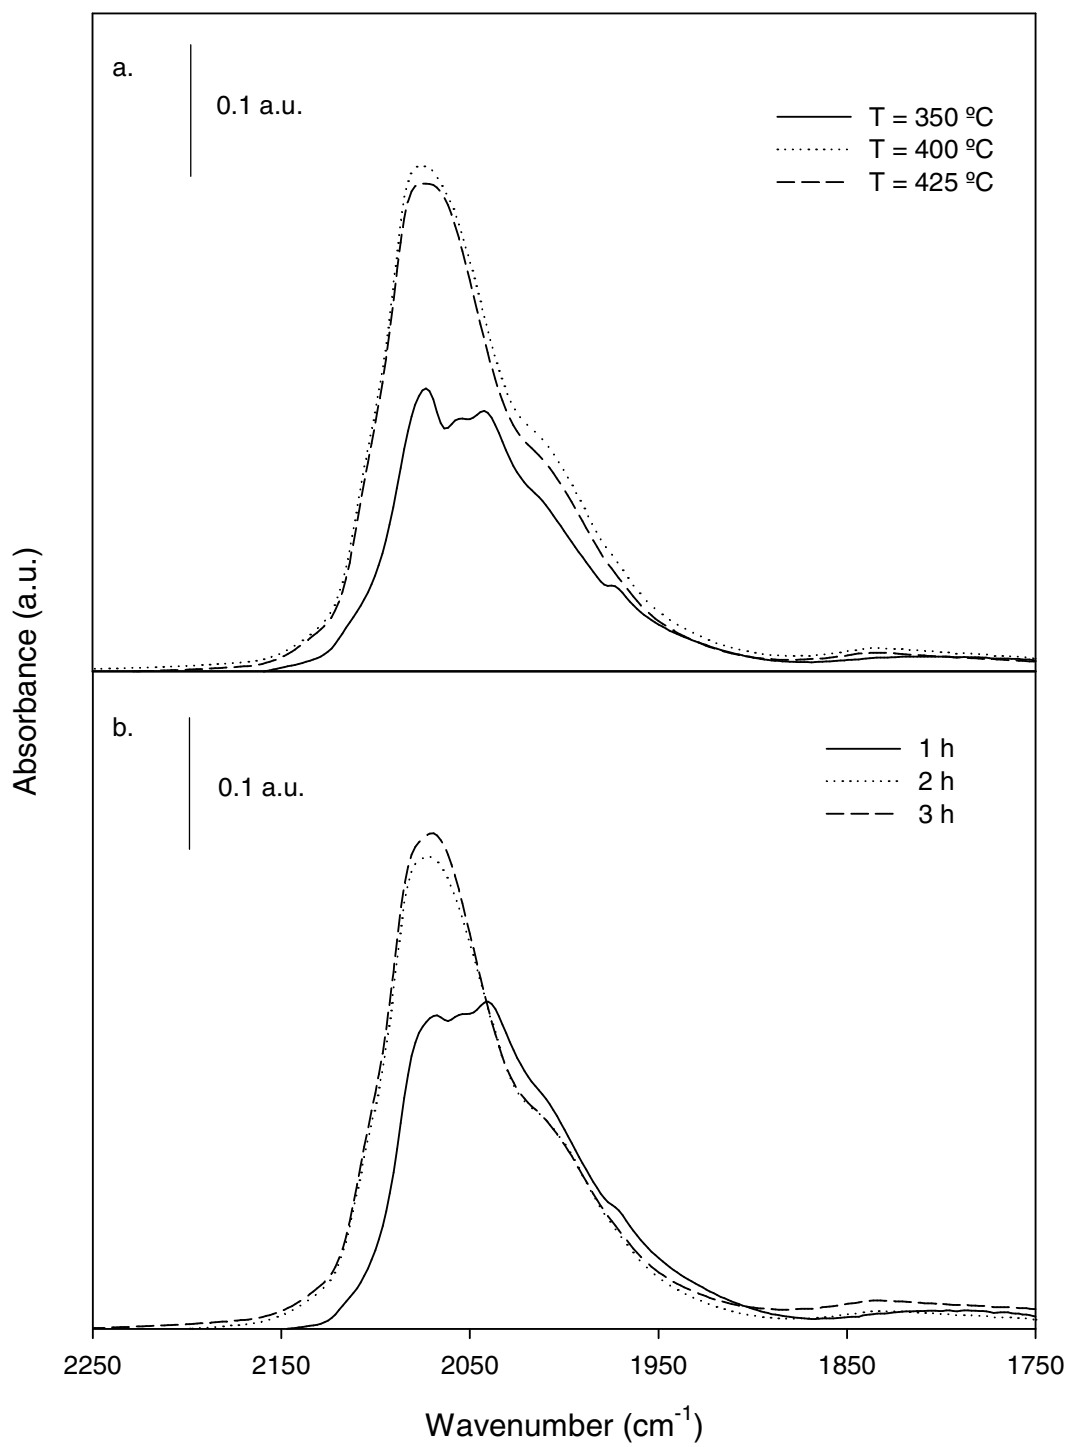 a.
0.1 a.u.
T = 350 ºC
T = 400 ºC
T = 425 ºC
Absorbance (a.u.)
b.
0.1 a.u.
1 h
2 h
3 h
2250 2150 2050 1950 1850 1750
Wavenumber (cm-1)